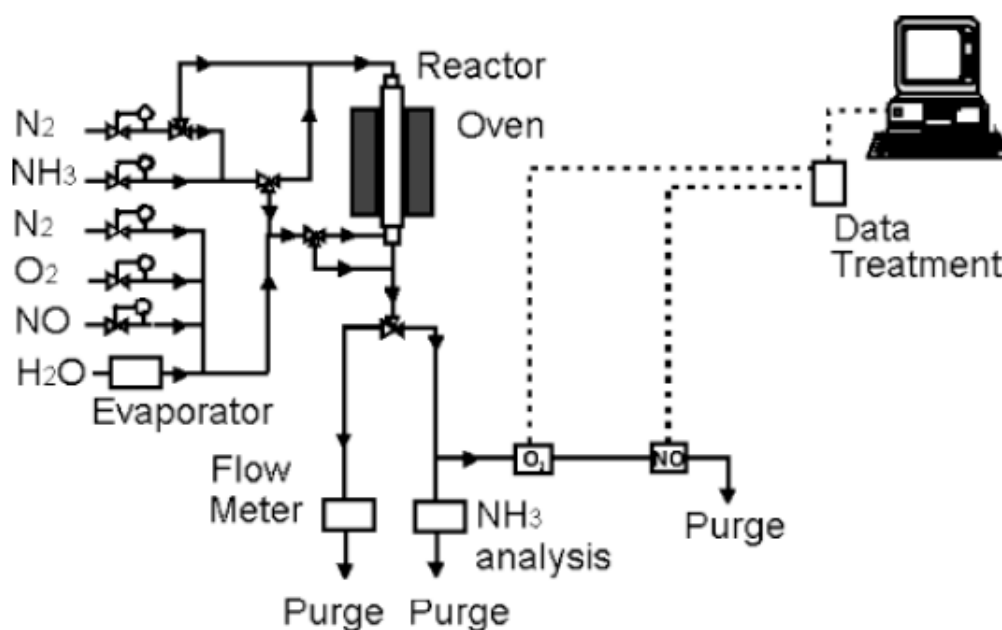 Reactor
Oven
N2
NH3
N2
O2
NO
H2O
Evaporator
Data
Treatment
Flow
Meter
NH3
analysis
O2
NO
Purge
Purge
Purge